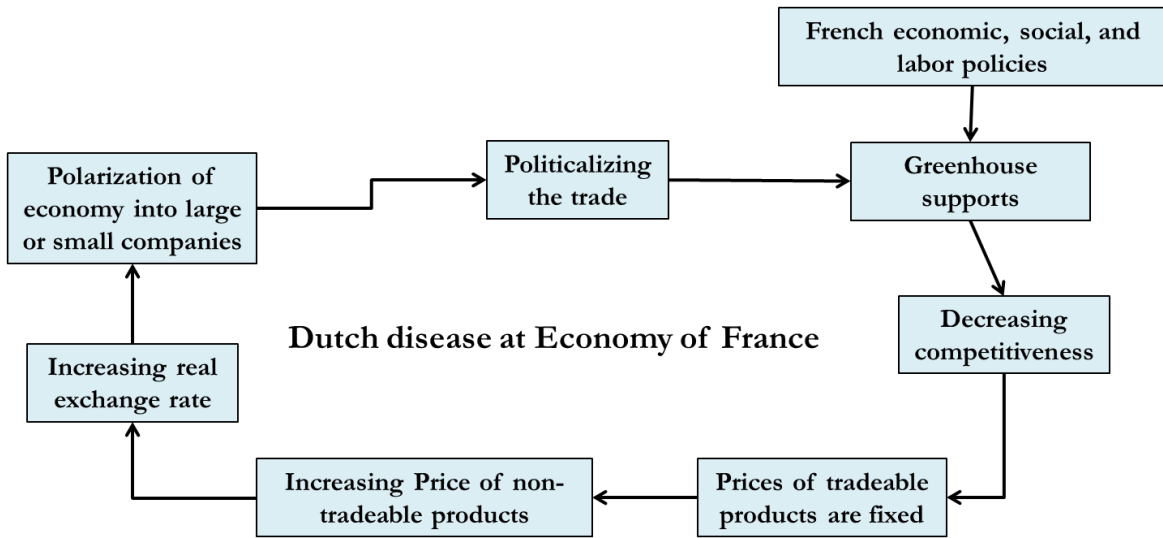 French economic, social, and
labor policies
Polarization of
economy into large
or small companies
Politicalizing
the trade
Greenhouse
supports
Decreasing
competitiveness
Dutch disease at Economy of France
Increasing real
exchange rate
Increasing Price of non-
tradeable products
Prices of tradeable
products are fixed